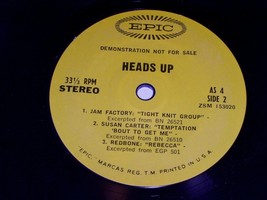 EPIC
DEMONSTRATION NOT FOR SALE
HEADS UP
33⅓ RPM
STEREO
AS 4
SIDE 2
ZSM 153020
1. JAM FACTORY: "TIGHT KNIT GROUP" -
Excerpted from BN 26521
2. SUSAN CARTER: "TEMPTATION
'BOUT TO GET ME" -
Excerpted from BN 26510
3. REDBONE: "REBECCA" -
Excerpted from EGP 501
EPIC, MARCAS REG. T.M. PRINTED IN U.S.A.